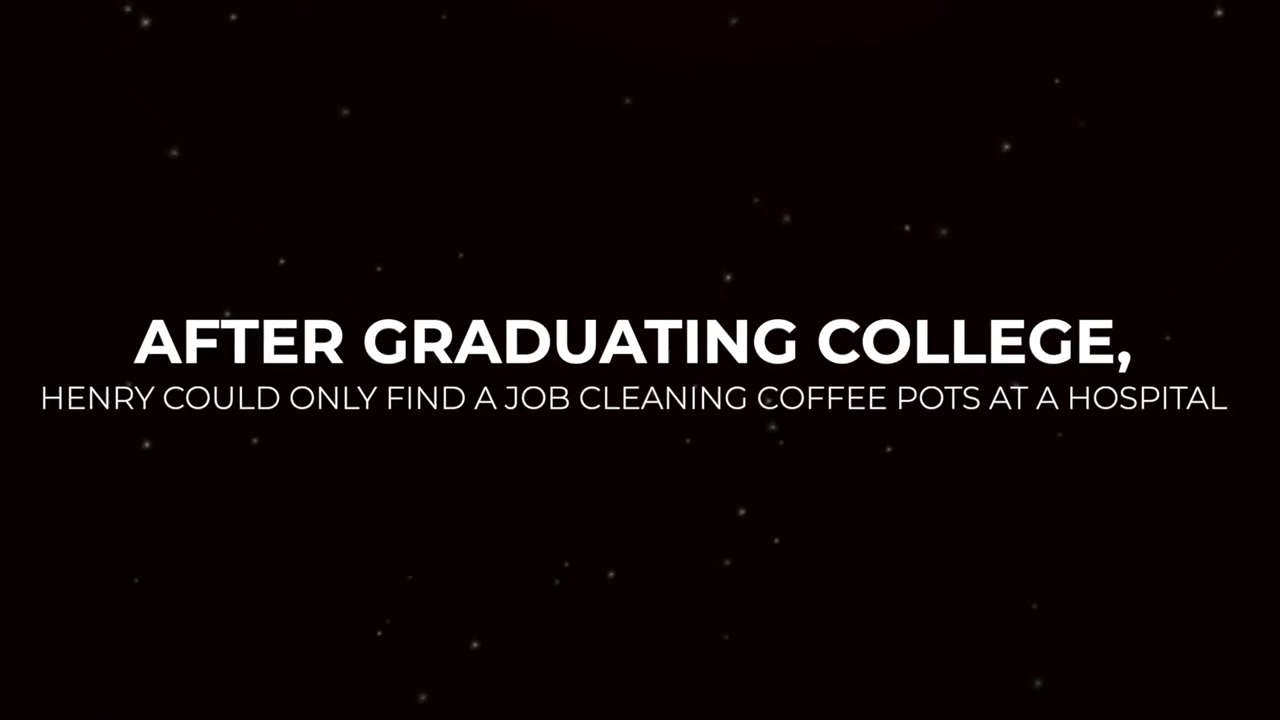 AFTER GRADUATING COLLEGE,
HENRY COULD ONLY FIND A JOB CLEANING COFFEE POTS AT A HOSPITAL